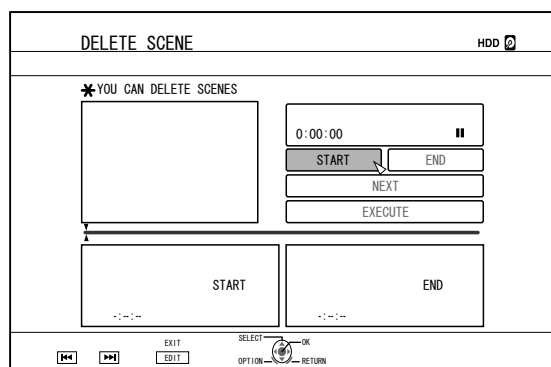 DELETE SCENE
HDD
YOU CAN DELETE SCENES
0:00:00
START
END
NEXT
EXECUTE
START
END
-:--:--
-:--:--
EXIT
EDIT
SELECT
OK
OPTION
RETURN